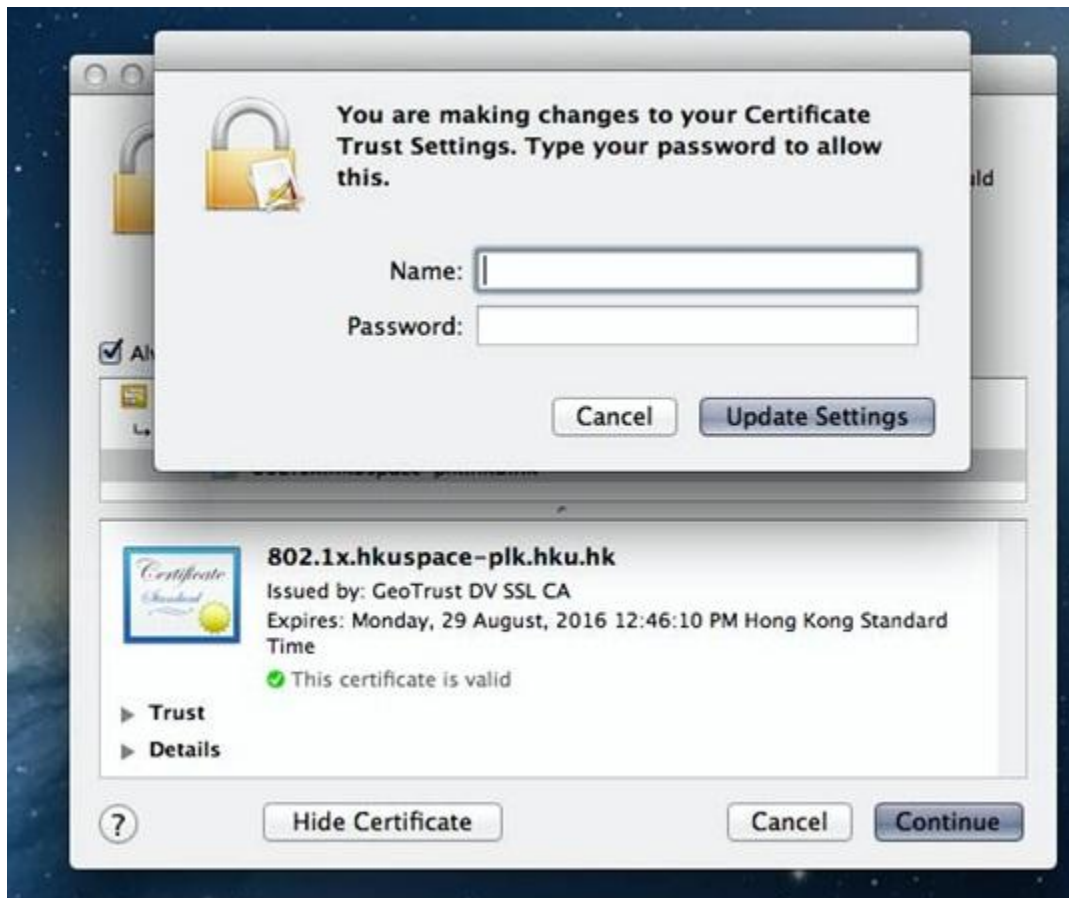 You are making changes to your Certificate
Trust Settings. Type your password to allow
this.
Name:
Password:
Cancel
Update Settings
802.1x.hkuspace-plk.hku.hk
Issued by: GeoTrust DV SSL CA
Expires: Monday, 29 August, 2016 12:46:10 PM Hong Kong Standard
Time
This certificate is valid
Trust
Details
?
Hide Certificate
Cancel
Continue